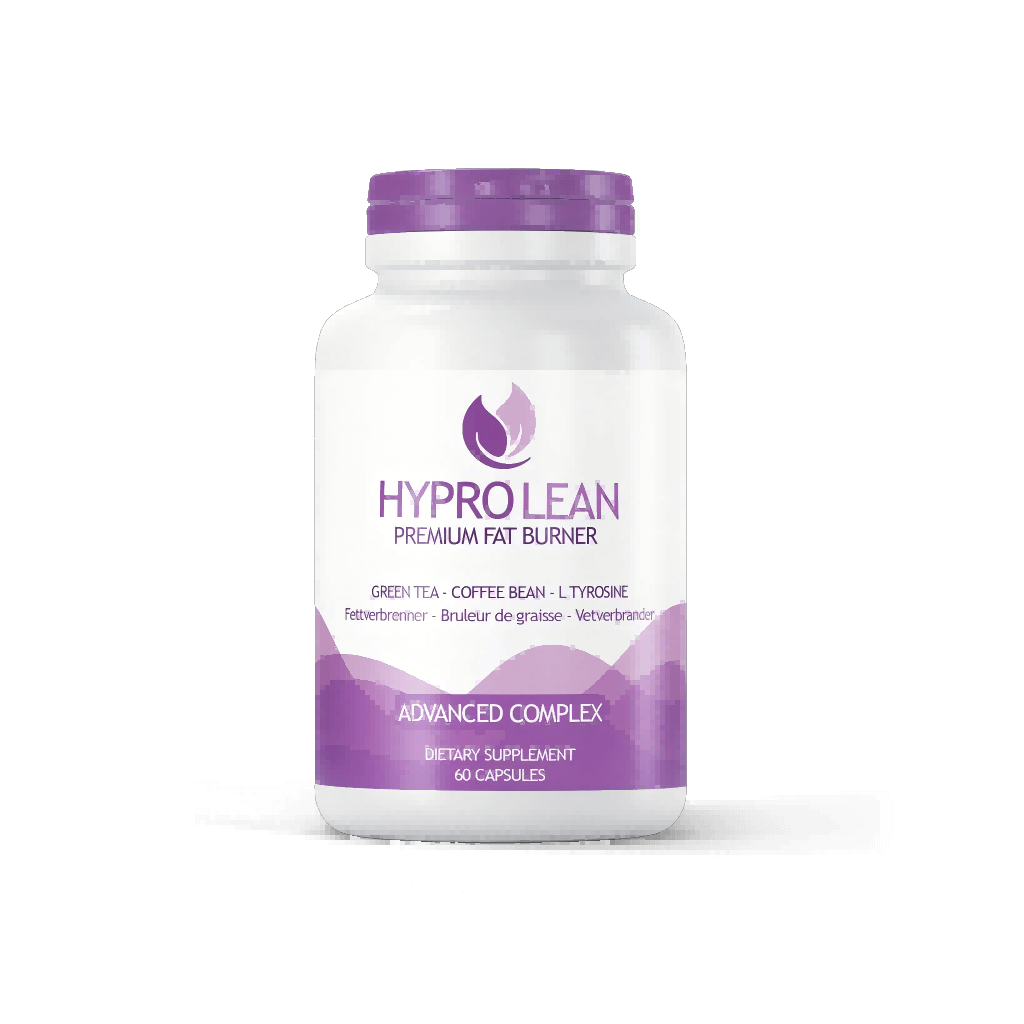 HYPRO LEAN
PREMIUM FAT BURNER
GREEN TEA - COFFEE BEAN - L TYROSINE
Fettverbrenner - Bruleur de graisse - Vetverbrander
ADVANCED COMPLEX
DIETARY SUPPLEMENT
60 CAPSULES